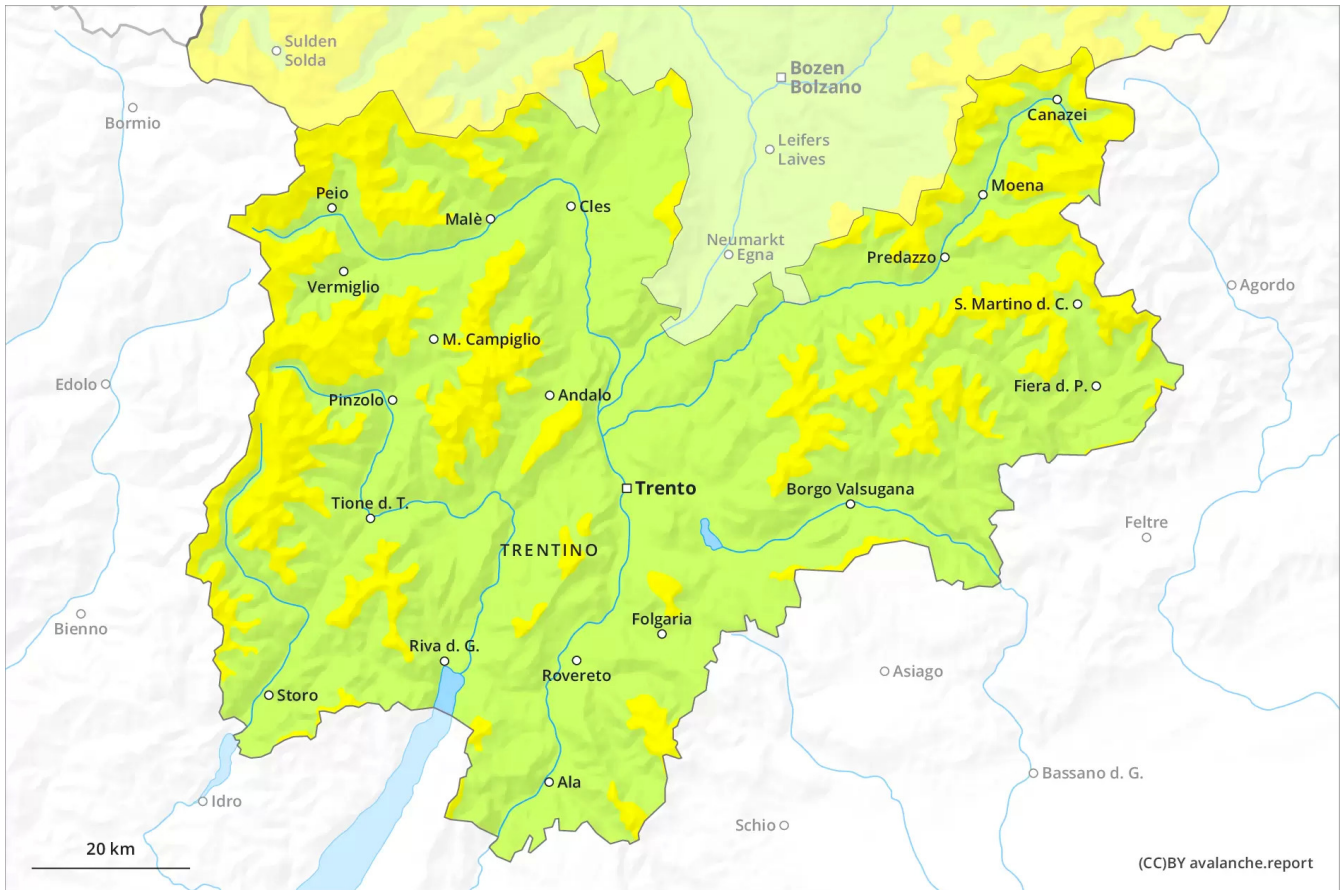 Sulden
Solda
Bozen
Bolzano
Bormio
Canazei
Leifers
Laives
Peio
Moena
Malè
Cles
Neumarkt
Egna
Predazzo
Vermiglio
Agordo
S. Martino d. C.
M. Campiglio
Edolo
Fiera d. P.
Andalo
Pinzolo
Trento
Borgo Valsugana
Tione d. T.
Feltre
TRENTINO
Bienno
Folgaria
Riva d. G.
Asiago
Rovereto
Storo
Bassano d. G.
Ala
Idro
Schio
20 km
(CC)BY avalanche.report